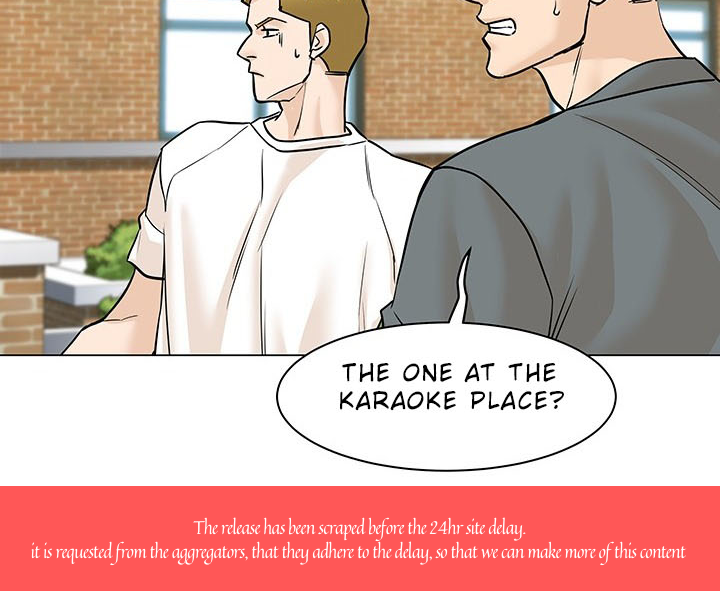 THE ONE AT THE
KARAOKE PLACE?
The release has been scraped before the 24hr site delay.
it is requested from the aggregators, that they adhere to the delay, so that we can make more of this content